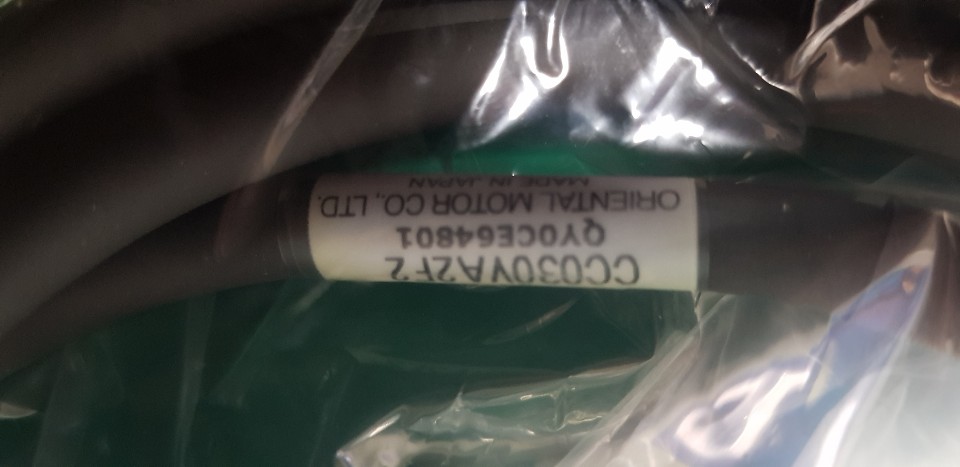 CC030VA2F2
QY0CE64801
ORIENTAL MOTOR CO., LTD.
MADE IN JAPAN